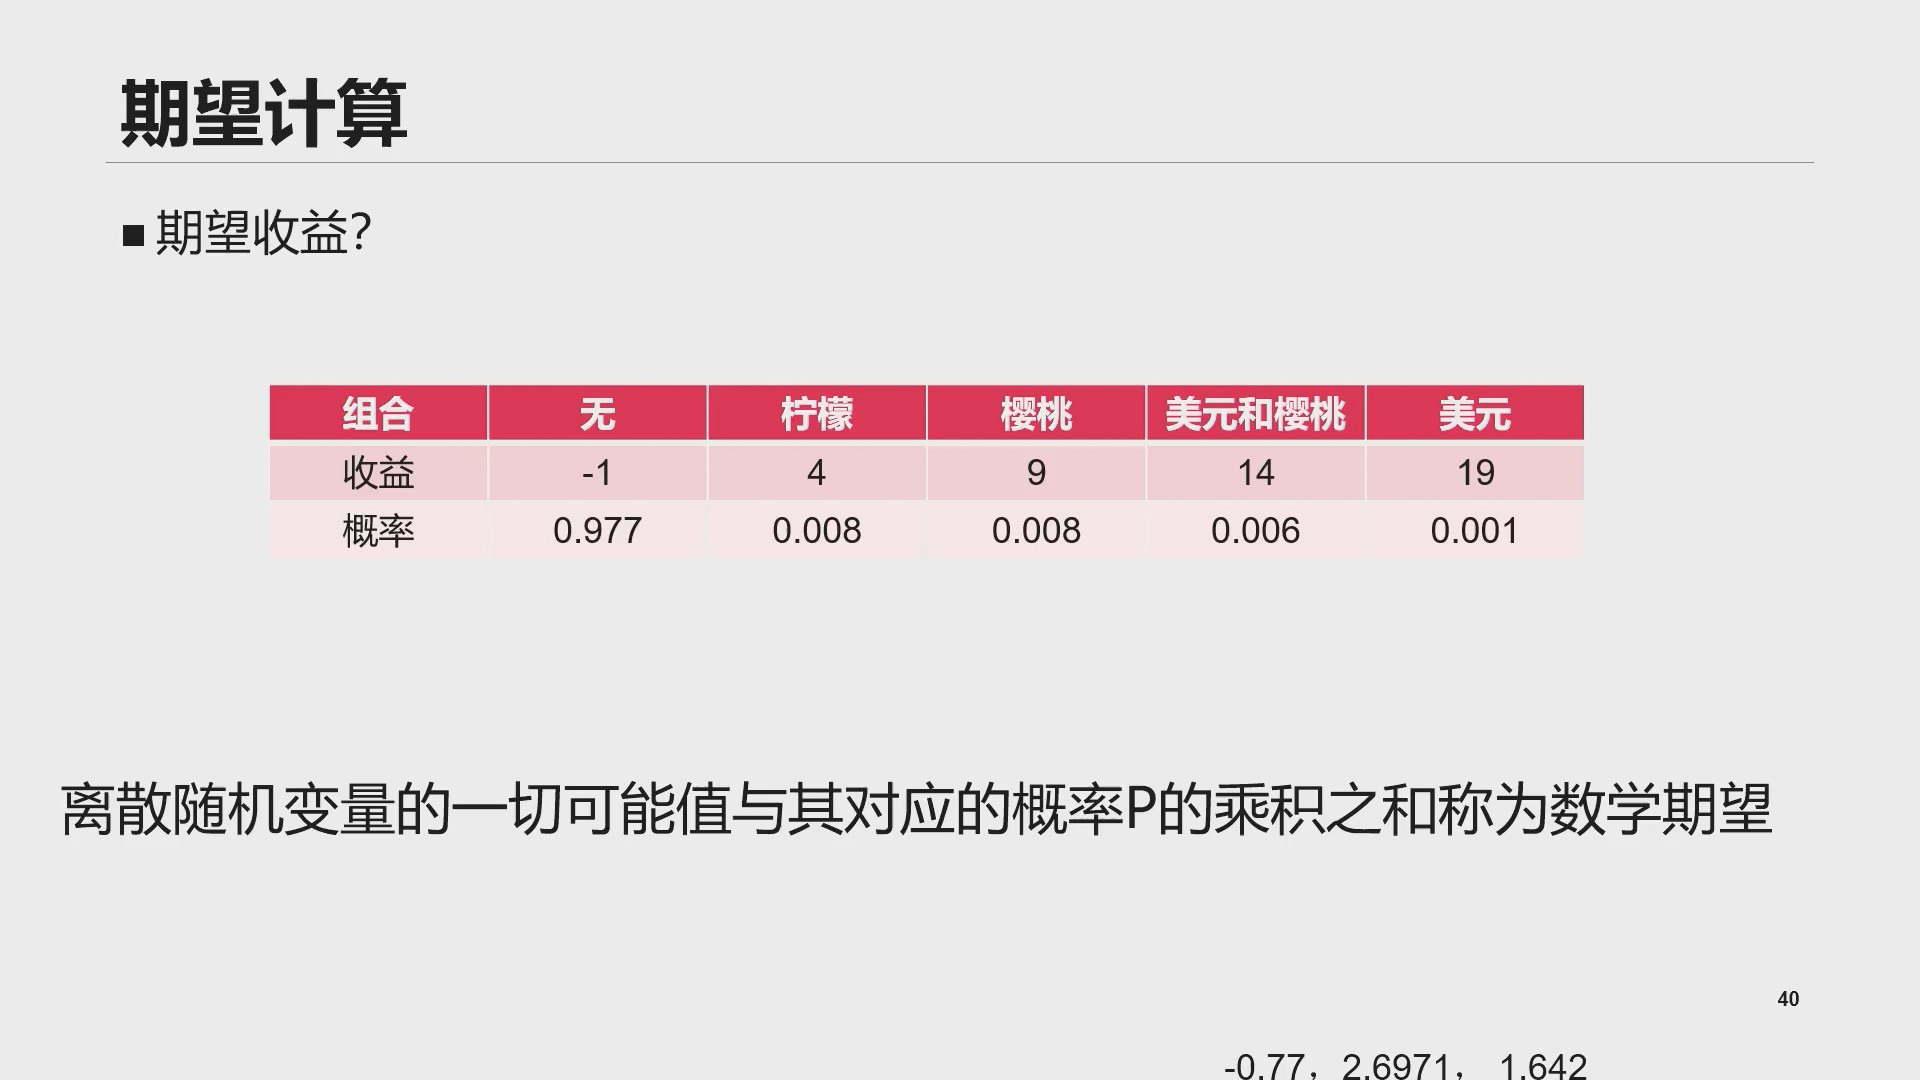 期望计算
■ 期望收益?
组合 无 柠檬 樱桃 美元和樱桃 美元
收益 -1 4 9 14 19
概率 0.977 0.008 0.008 0.006 0.001
离散随机变量的一切可能值与其对应的概率P的乘积之和称为数学期望
40
-0.77，2.6971， 1.642